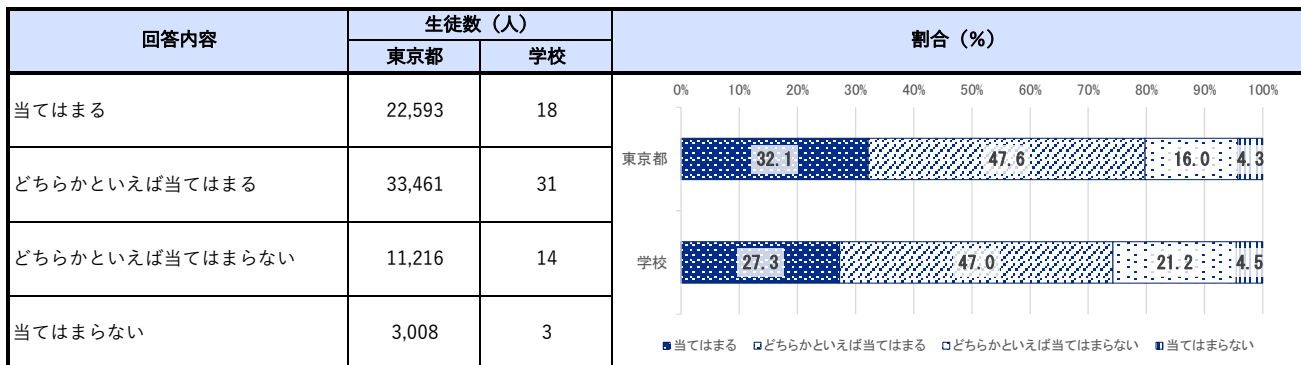 回答内容
生徒数（人）
東京都
学校
割合（%）
当てはまる
22,593
18
どちらかといえば当てはまる
33,461
31
どちらかといえば当てはまらない
11,216
14
当てはまらない
3,008
3
0% 10% 20% 30% 40% 50% 60% 70% 80% 90% 100%
東京都 32.1 47.6 16.0 4.3
学校 27.3 47.0 21.2 4.5
当てはまる どちらかといえば当てはまる どちらかといえば当てはまらない 当てはまらない